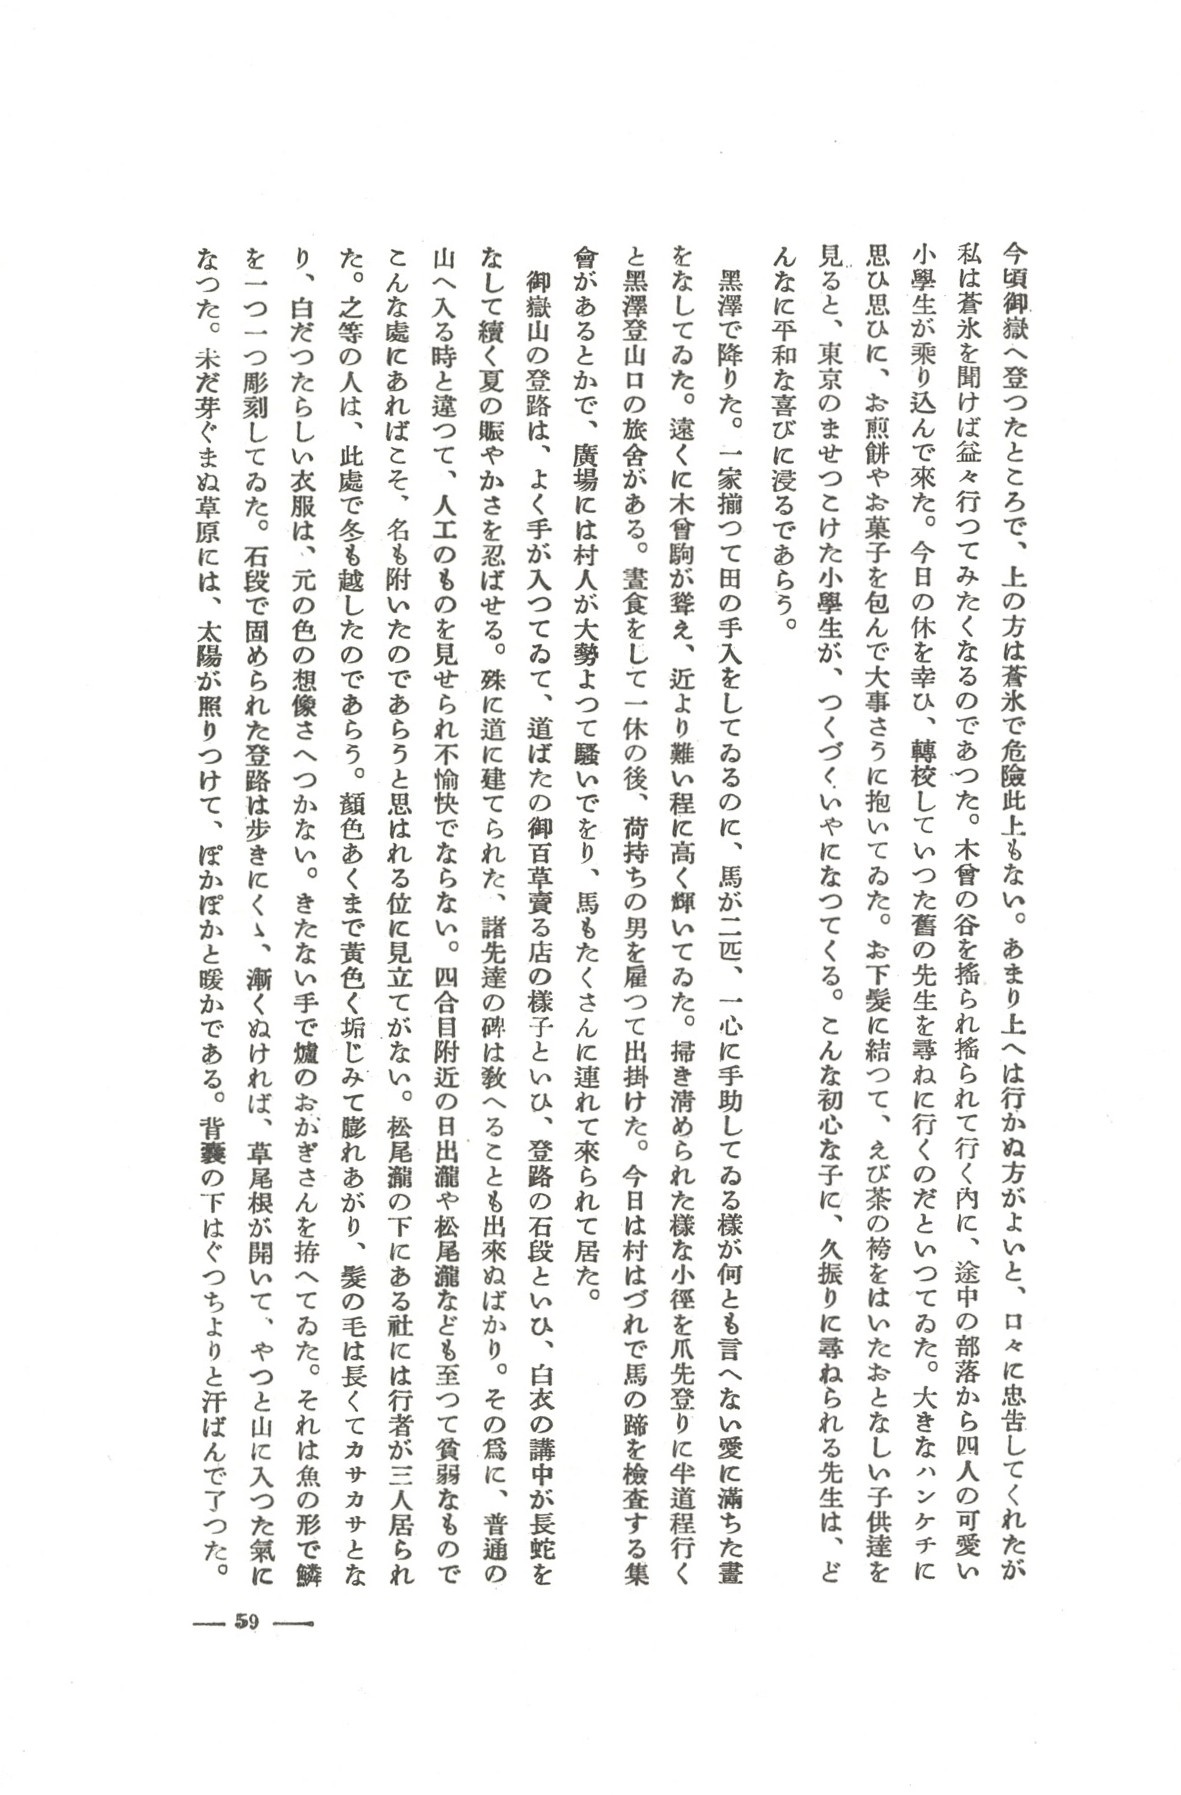 今頃御嶽へ登つたところで、上の方は蒼氷で危險此上もない。あまり上へは行かぬ方がよいと、口々に忠告してくれたが
私は蒼氷を聞けば益々行つてみたくなるのであつた。木曾の谷を搖られ搖られて行く内に、途中の部落から四人の可愛い
小學生が乘り込んで來た。今日の休を幸ひ、轉校していつた舊の先生を尋ねに行くのだといつてゐた。大きなハンケチに
思ひ思ひに、お煎餅やお菓子を包んで大事さうに抱いてゐた。お下髮に結つて、えび茶の袴をはいたおとなしい子供達を
見ると、東京のませつこけた小學生が、つくづくいやになつてくる。こんな初心な子に、久振りに尋ねられる先生は、ど
んなに平和な喜びに浸るであらう。
黑澤で降りた。一家揃つて田の手入をしてゐるのに、馬が二匹、一心に手助してゐる樣が何とも言へない愛に滿ちた畫
をなしてゐた。遠くに木曾駒が聳え、近より難い程に高く輝いてゐた。掃き淸められた樣な小徑を爪先登りに半道程行く
と黑澤登山口の旅舍がある。晝食をして一休の後、荷持ちの男を雇つて出掛けた。今日は村はづれで馬の蹄を檢査する集
會があるとかで、廣場には村人が大勢よつて騷いでをり、馬もたくさんに連れて來られて居た。
御嶽山の登路は、よく手が入つてゐて、道ばたの御百草賣る店の樣子といひ、登路の石段といひ、白衣の講中が長蛇を
なして續く夏の賑やかさを忍ばせる。殊に道に建てられた、諸先達の碑は敎へることも出來ぬばかり。その爲に、普通の
山へ入る時と違つて、人工のものを見せられ不愉快でならない。四合目附近の日出瀧や松尾瀧なども至つて貧弱なもので
こんな處にあればこそ、名も附いたのであらうと思はれる位に見立てがない。松尾瀧の下にある社には行者が三人居られ
た。之等の人は、此處で冬も越したのであらう。顏色あくまで黃色く垢じみて膨れあがり、髮の毛は長くてカサカサとな
り、白だつたらしい衣服は、元の色の想像さへつかない。きたない手で爐のおかぎさんを拵へてゐた。それは魚の形で鱗
を一つ一つ彫刻してゐた。石段で固められた登路は步きにくゝ、漸くぬければ、草尾根が開いて、やつと山に入つた氣に
なつた。未だ芽ぐまぬ草原には、太陽が照りつけて、ぽかぽかと暖かである。背囊の下はぐつちよりと汗ばんで了つた。
— 59 —